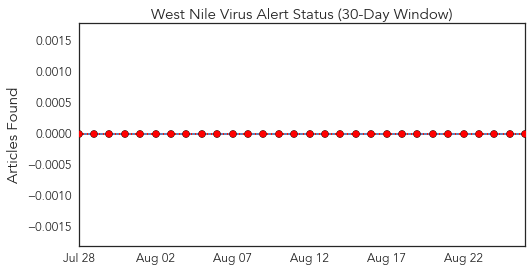 West Nile Virus Alert Status (30-Day Window)
Articles Found
0.0015
0.0010
0.0005
0.0000
−0.0005
−0.0010
−0.0015
Jul 28
Aug 02
Aug 07
Aug 12
Aug 17
Aug 22